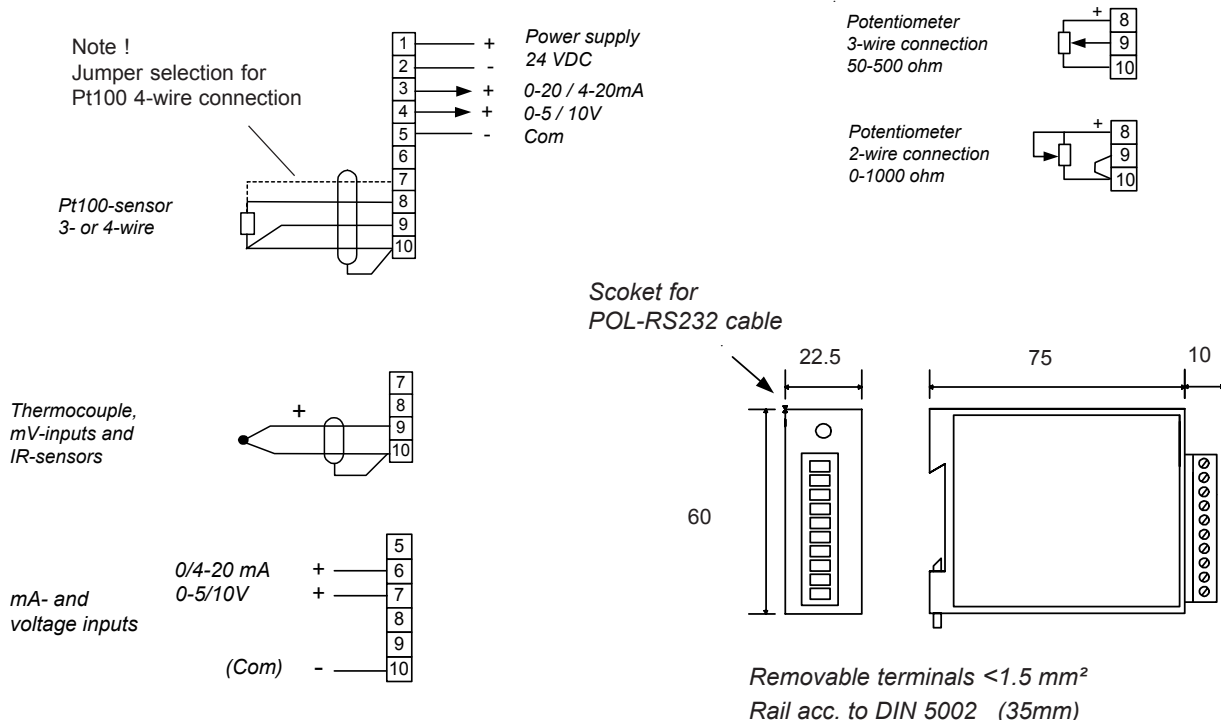 Note !
Jumper selection for
Pt100 4-wire connection
1
2
3
4
5
6
7
8
9
10
+ Power supply
- 24 VDC
+ 0-20 / 4-20mA
+ 0-5 / 10V
- Com
Pt100-sensor
3- or 4-wire
Potentiometer
3-wire connection
50-500 ohm
+ 8
9
10
Potentiometer
2-wire connection
0-1000 ohm
+ 8
9
10
Thermocouple,
mV-inputs and
IR-sensors
+
7
8
9
10
mA- and
voltage inputs
0/4-20 mA +
0-5/10V +
(Com) -
5
6
7
8
9
10
Scoket for
POL-RS232 cable
22.5
75
10
60
Removable terminals <1.5 mm²
Rail acc. to DIN 5002 (35mm)